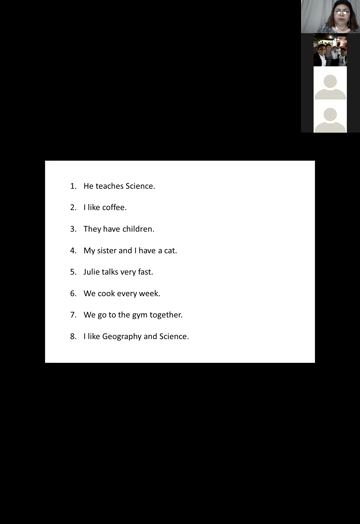 1. He teaches Science.
2. I like coffee.
3. They have children.
4. My sister and I have a cat.
5. Julie talks very fast.
6. We cook every week.
7. We go to the gym together.
8. I like Geography and Science.